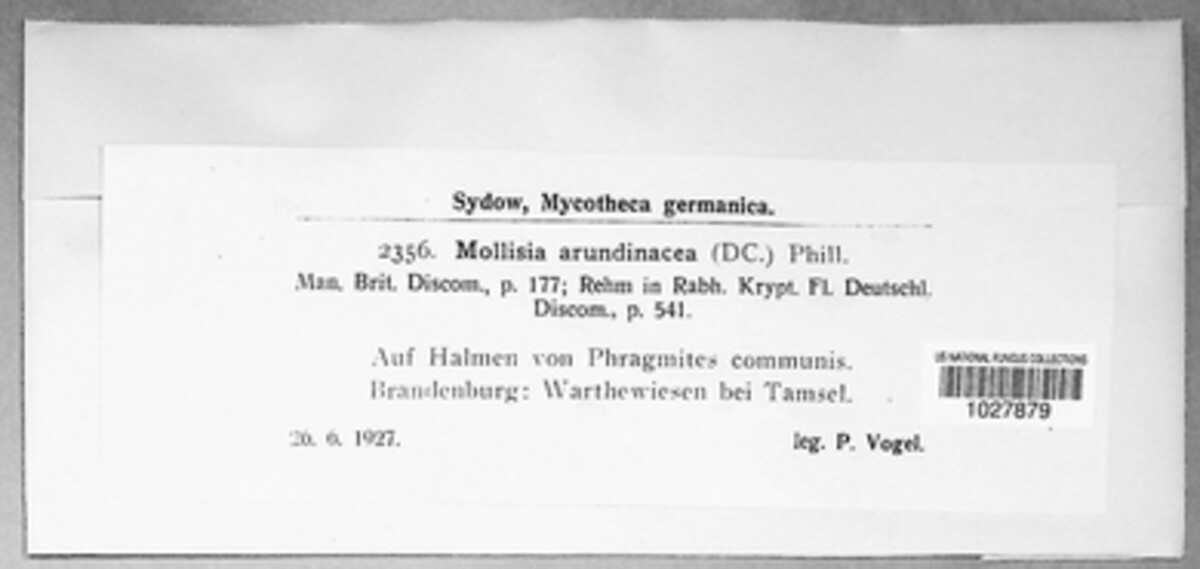 Sydow, Mycotheca germanica.
2356. Mollisia arundinacea (DC.) Phill.
Man. Brit. Discom., p. 177; Rehm in Rabh. Krypt. Fl. Deutschl.
Discom., p. 541.
Auf Halmen von Phragmites communis.
Brandenburg: Warthewiesen bei Tamsel.
26. 6. 1927.
leg. P. Vogel.
US NATIONAL FUNGUS COLLECTIONS
1027879